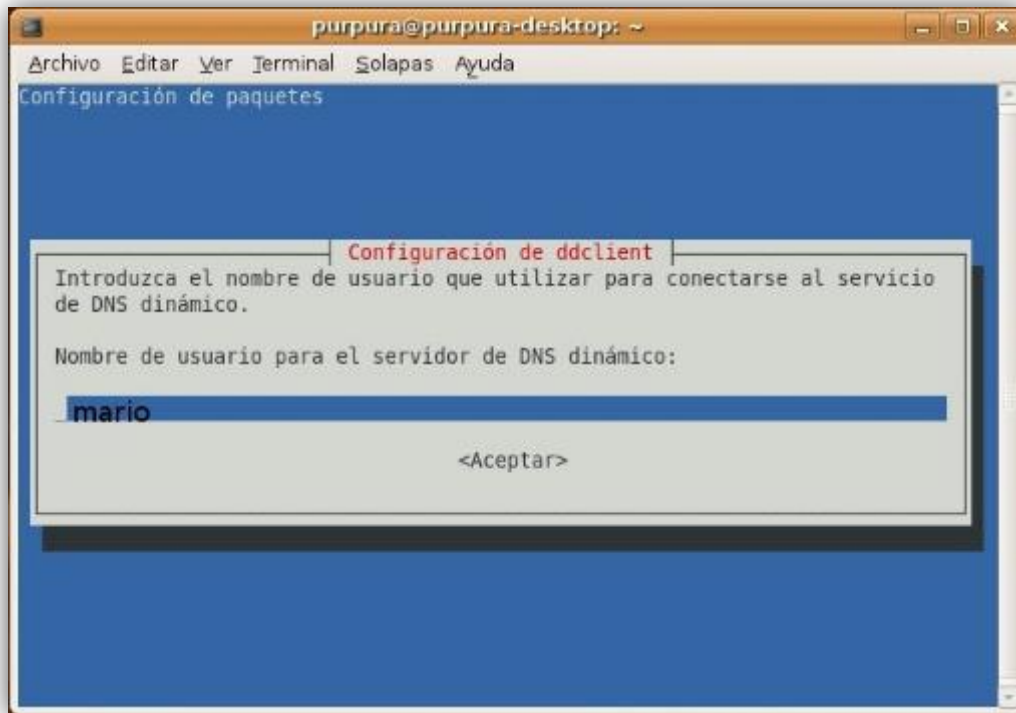 purpura@purpura-desktop: ~
Archivo Editar Ver Terminal Solapas Ayuda
Configuración de paquetes
Configuración de ddclient
Introduzca el nombre de usuario que utilizar para conectarse al servicio
de DNS dinámico.
Nombre de usuario para el servidor de DNS dinámico:
mario
<Aceptar>